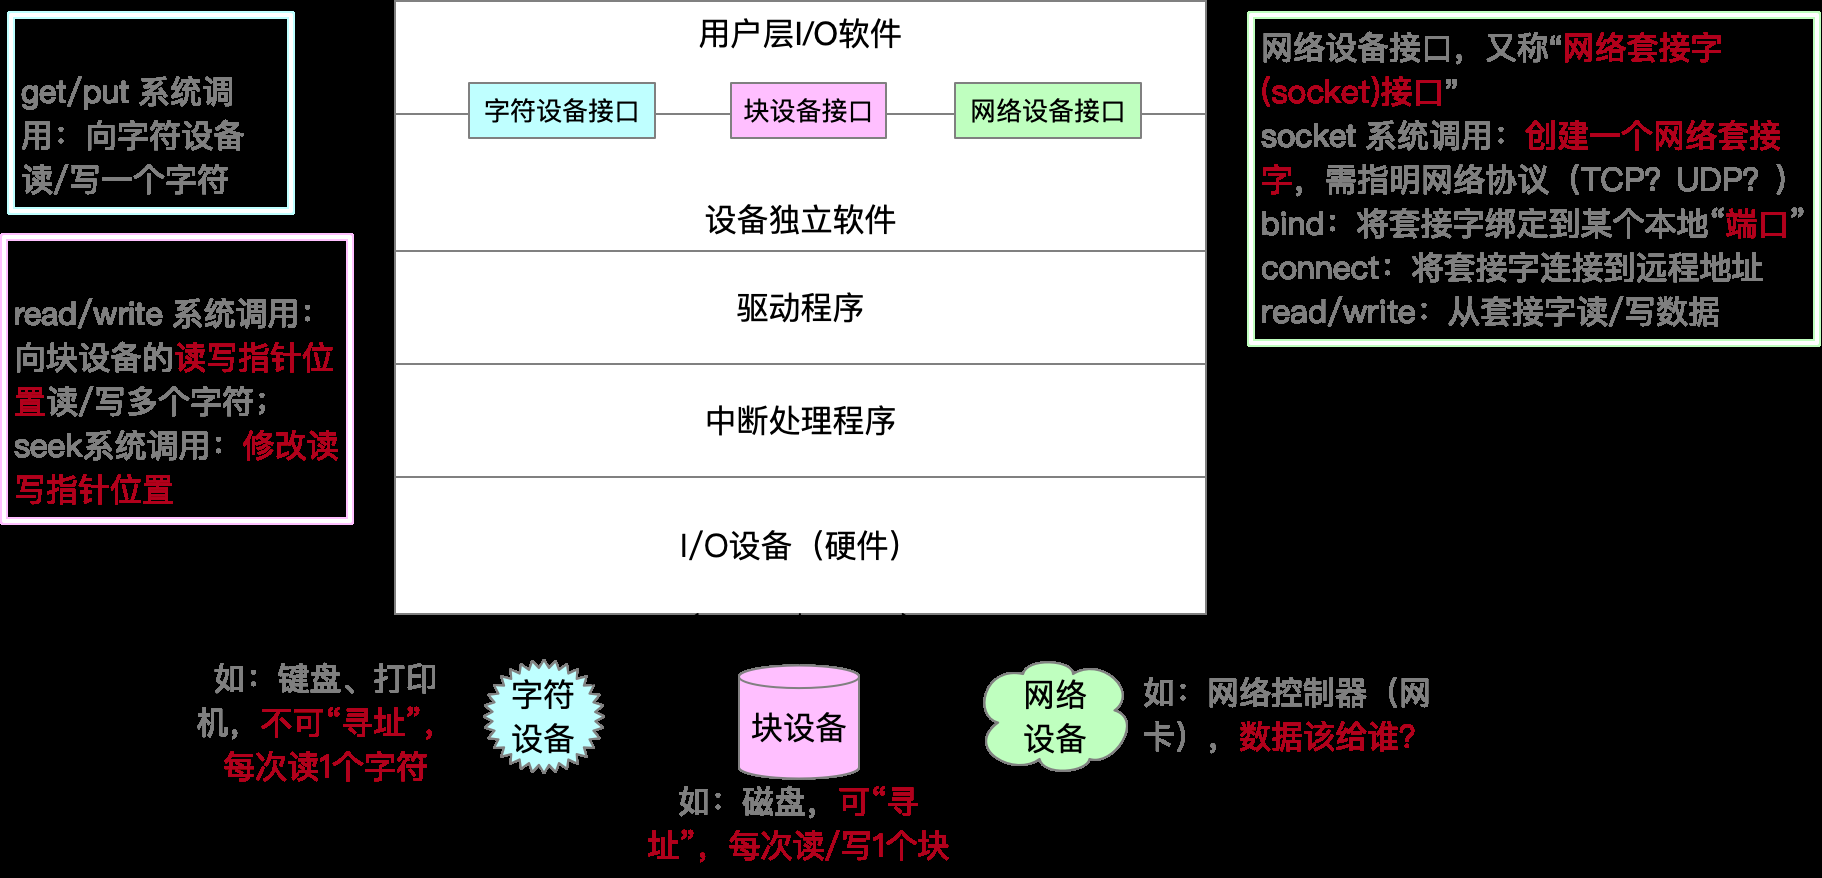 get/put 系统调
用：向字符设备
读/写一个字符
read/write 系统调用：
向块设备的读写指针位
置读/写多个字符；
seek系统调用：修改读
写指针位置
用户层I/O软件
字符设备接口
块设备接口
网络设备接口
设备独立软件
驱动程序
中断处理程序
I/O设备（硬件）
网络设备接口，又称“网络套接字
(socket)接口”
socket 系统调用：创建一个网络套接
字，需指明网络协议（TCP？UDP？）
bind：将套接字绑定到某个本地“端口”
connect：将套接字连接到远程地址
read/write：从套接字读/写数据
如：键盘、打印
机，不可“寻址”，
每次读1个字符
字符
设备
块设备
如：磁盘，可“寻
址”，每次读/写1个块
网络
设备
如：网络控制器（网
卡），数据该给谁？